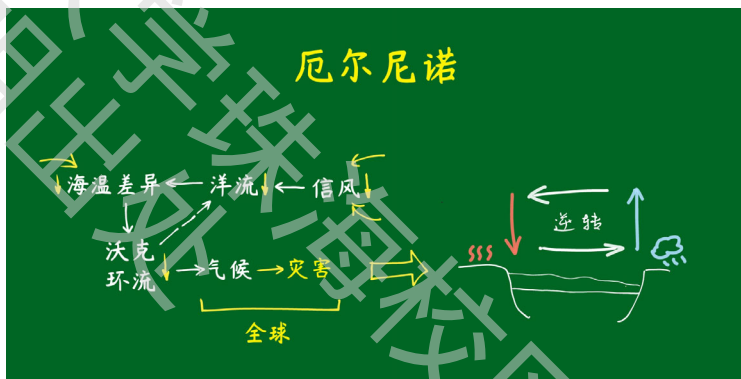 厄尔尼诺
海温差异 洋流 信风
沃克
环流
气候 灾害
全球
逆转